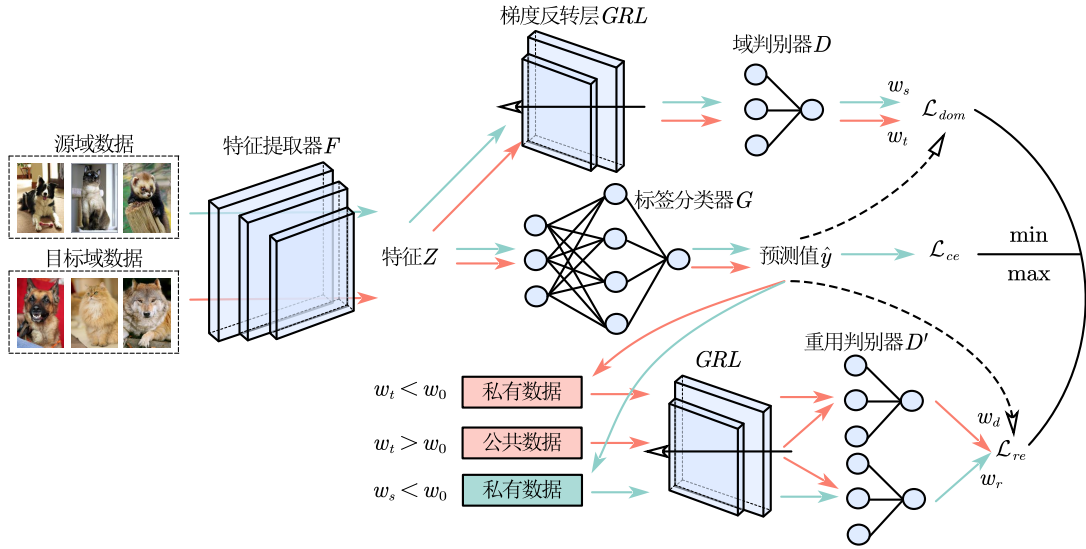 梯度反转层GRL
域判别器D
w_s
w_t
ℒ_dom
源域数据
特征提取器F
标签分类器G
目标域数据
特征Z
预测值ŷ
ℒ_ce
min
max
重用判别器D′
GRL
w_t < w_0
私有数据
w_t > w_0
公共数据
w_s < w_0
私有数据
w_d
ℒ_re
w_r